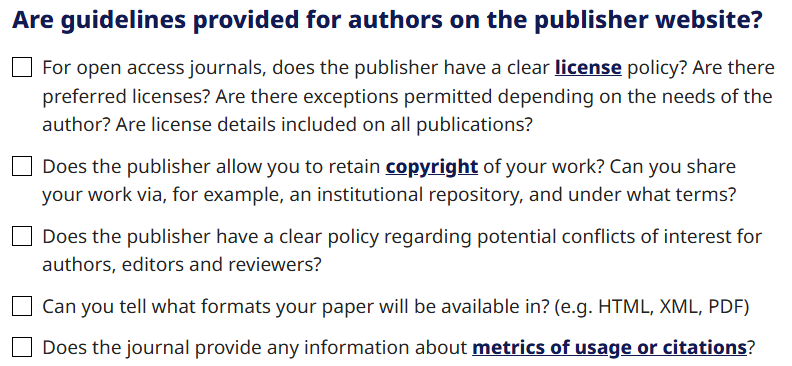 Are guidelines provided for authors on the publisher website?
For open access journals, does the publisher have a clear license policy? Are there
preferred licenses? Are there exceptions permitted depending on the needs of the
author? Are license details included on all publications?
Does the publisher allow you to retain copyright of your work? Can you share
your work via, for example, an institutional repository, and under what terms?
Does the publisher have a clear policy regarding potential conflicts of interest for
authors, editors and reviewers?
Can you tell what formats your paper will be available in? (e.g. HTML, XML, PDF)
Does the journal provide any information about metrics of usage or citations?